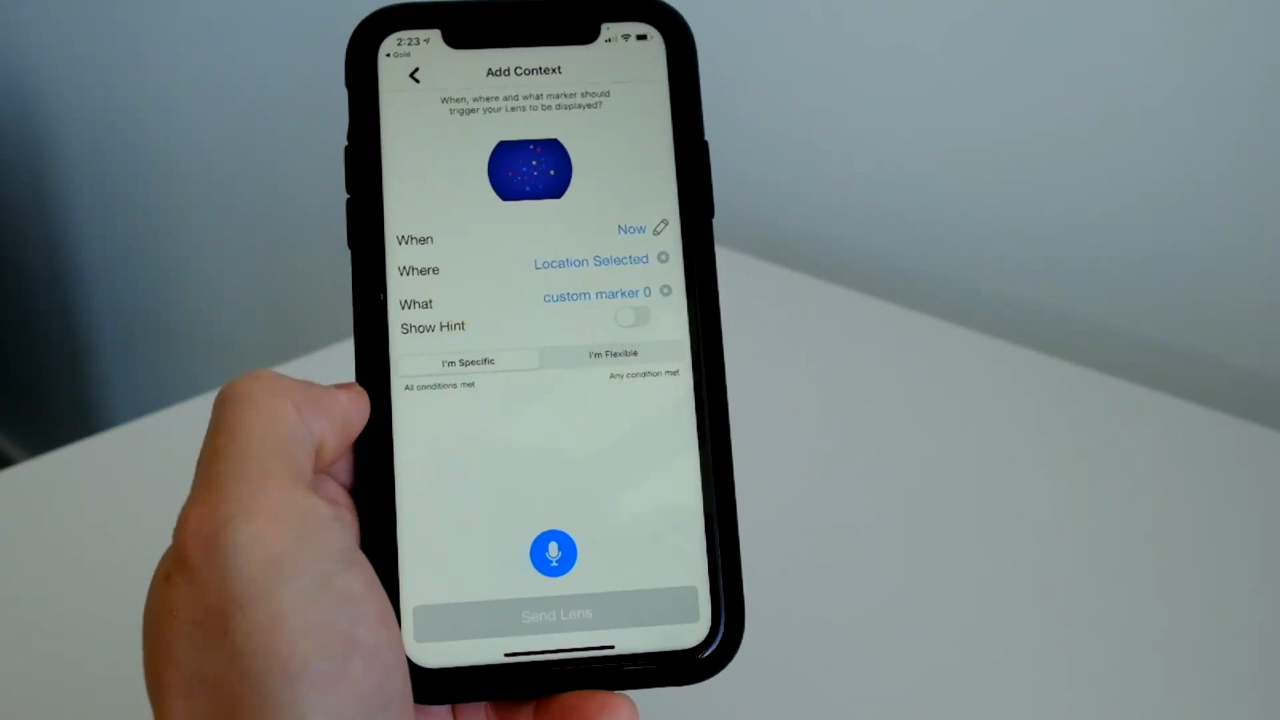 2:23
Gold
Add Context
When, where and what marker should
trigger your Lens to be displayed?
When
Now
Where
Location Selected
What
custom marker 0
Show Hint
I'm Specific
I'm Flexible
All conditions met
Any condition met
Send Lens